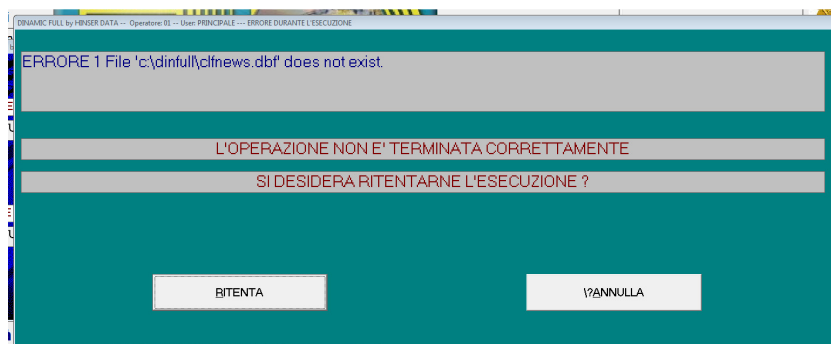 DINAMIC FULL by HINSER DATA -- Operatore: 01 -- User: PRINCIPALE --- ERRORE DURANTE L'ESECUZIONE
ERRORE 1 File 'c:\dinfull\clfnews.dbf' does not exist.
L'OPERAZIONE NON E' TERMINATA CORRETTAMENTE
SI DESIDERA RITENTARNE L'ESECUZIONE ?
RITENTA
\?ANNULLA